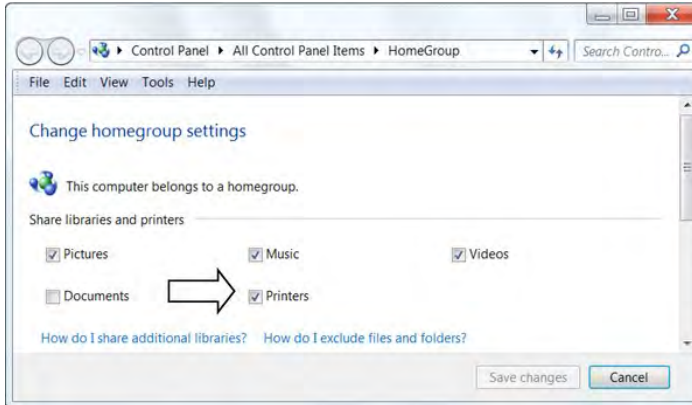 Control Panel ▸ All Control Panel Items ▸ HomeGroup
Search Contro...
File Edit View Tools Help
Change homegroup settings
This computer belongs to a homegroup.
Share libraries and printers
Pictures Music Videos
Documents Printers
How do I share additional libraries? How do I exclude files and folders?
Save changes Cancel